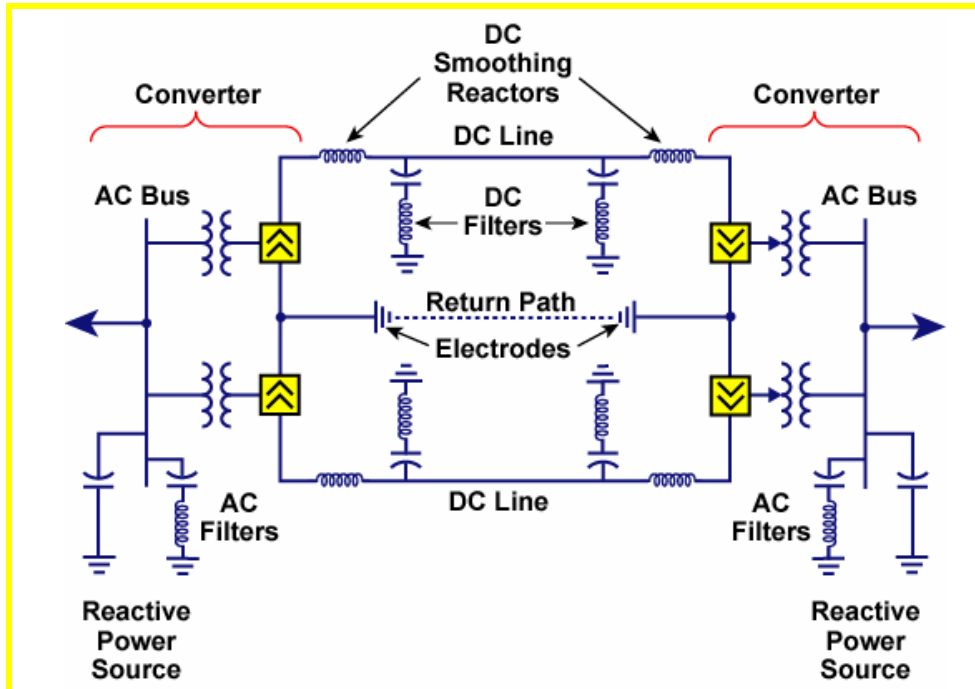 DC
Smoothing
Reactors
Converter
Converter
DC Line
AC Bus
AC Bus
DC
Filters
Return Path
Electrodes
DC Line
AC
Filters
AC
Filters
Reactive
Power
Source
Reactive
Power
Source